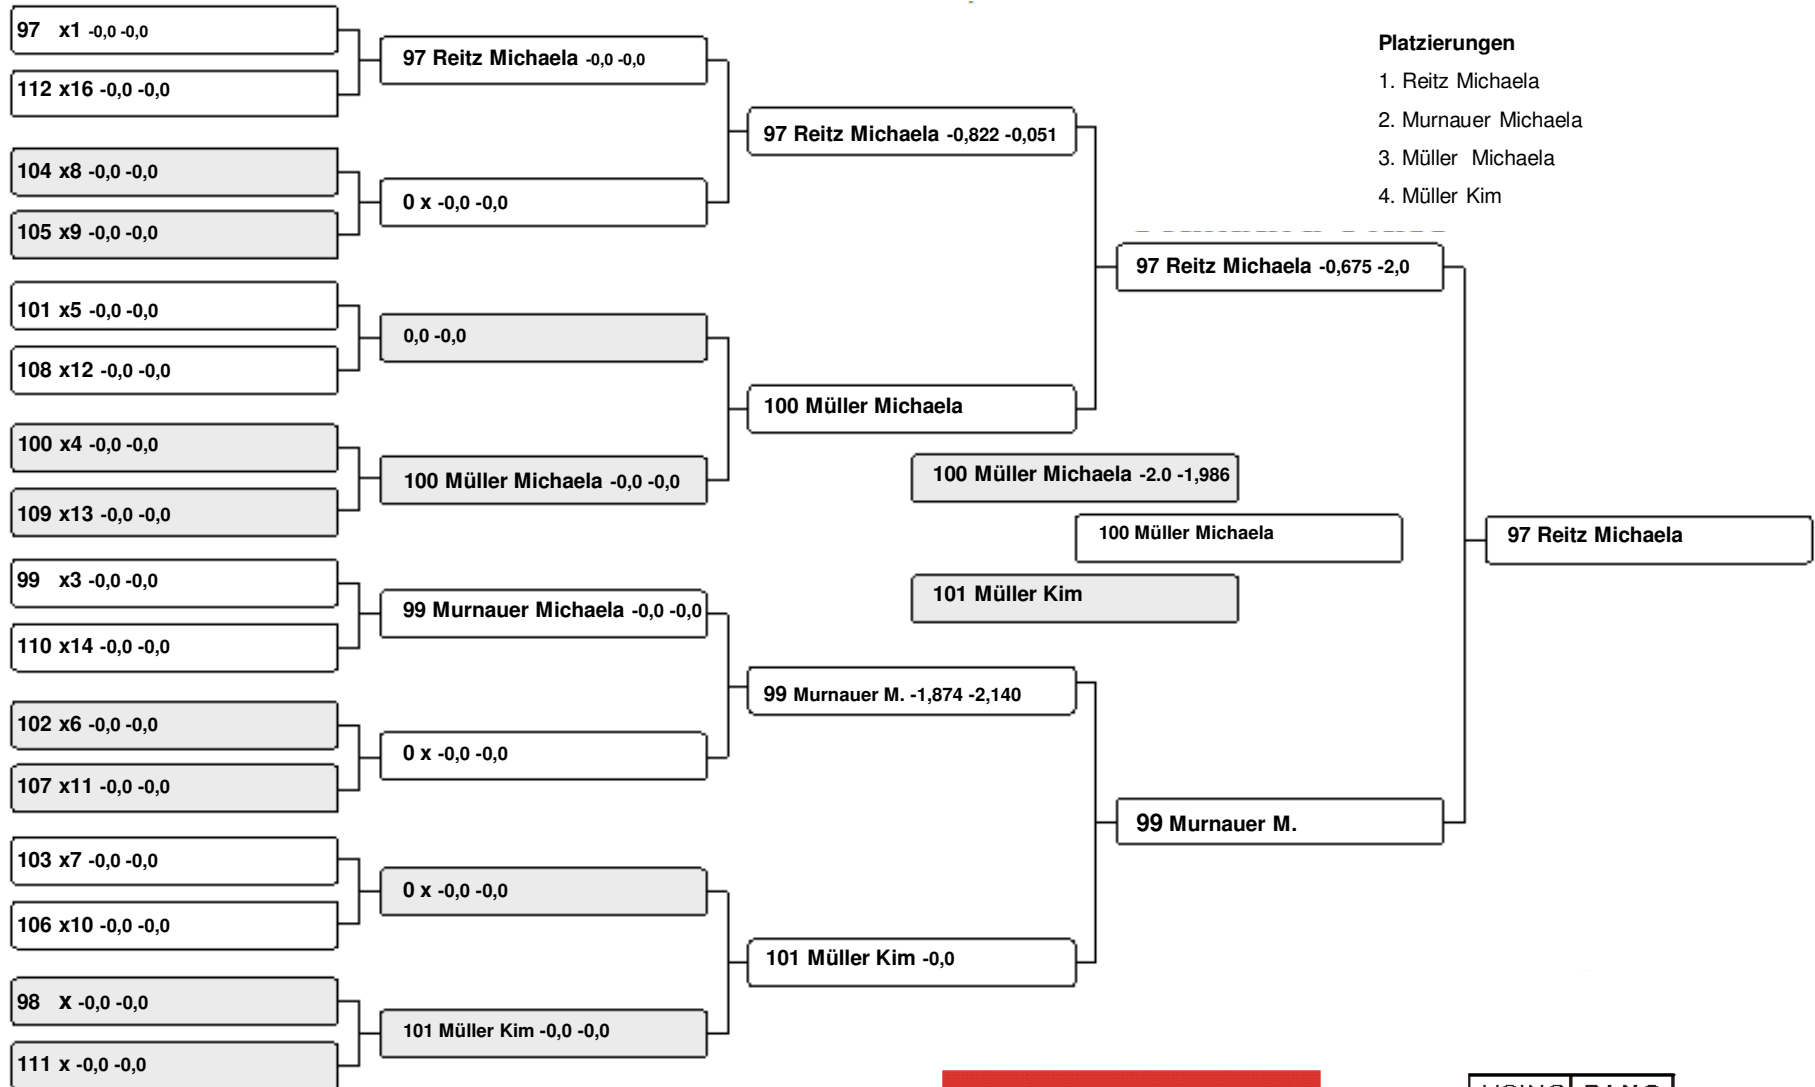 97 x1 -0,0 -0,0
112 x16 -0,0 -0,0
104 x8 -0,0 -0,0
105 x9 -0,0 -0,0
101 x5 -0,0 -0,0
108 x12 -0,0 -0,0
100 x4 -0,0 -0,0
109 x13 -0,0 -0,0
99 x3 -0,0 -0,0
110 x14 -0,0 -0,0
102 x6 -0,0 -0,0
107 x11 -0,0 -0,0
103 x7 -0,0 -0,0
106 x10 -0,0 -0,0
98 x -0,0 -0,0
111 x -0,0 -0,0
97 Reitz Michaela -0,0 -0,0
0 x -0,0 -0,0
0,0 -0,0
100 Müller Michaela -0,0 -0,0
99 Murnauer Michaela -0,0 -0,0
0 x -0,0 -0,0
0 x -0,0 -0,0
101 Müller Kim -0,0 -0,0
97 Reitz Michaela -0,822 -0,051
100 Müller Michaela
99 Murnauer M. -1,874 -2,140
101 Müller Kim -0,0
100 Müller Michaela -2.0 -1,986
100 Müller Michaela
101 Müller Kim
97 Reitz Michaela -0,675 -2,0
99 Murnauer M.
97 Reitz Michaela
Platzierungen
1. Reitz Michaela
2. Murnauer Michaela
3. Müller Michaela
4. Müller Kim